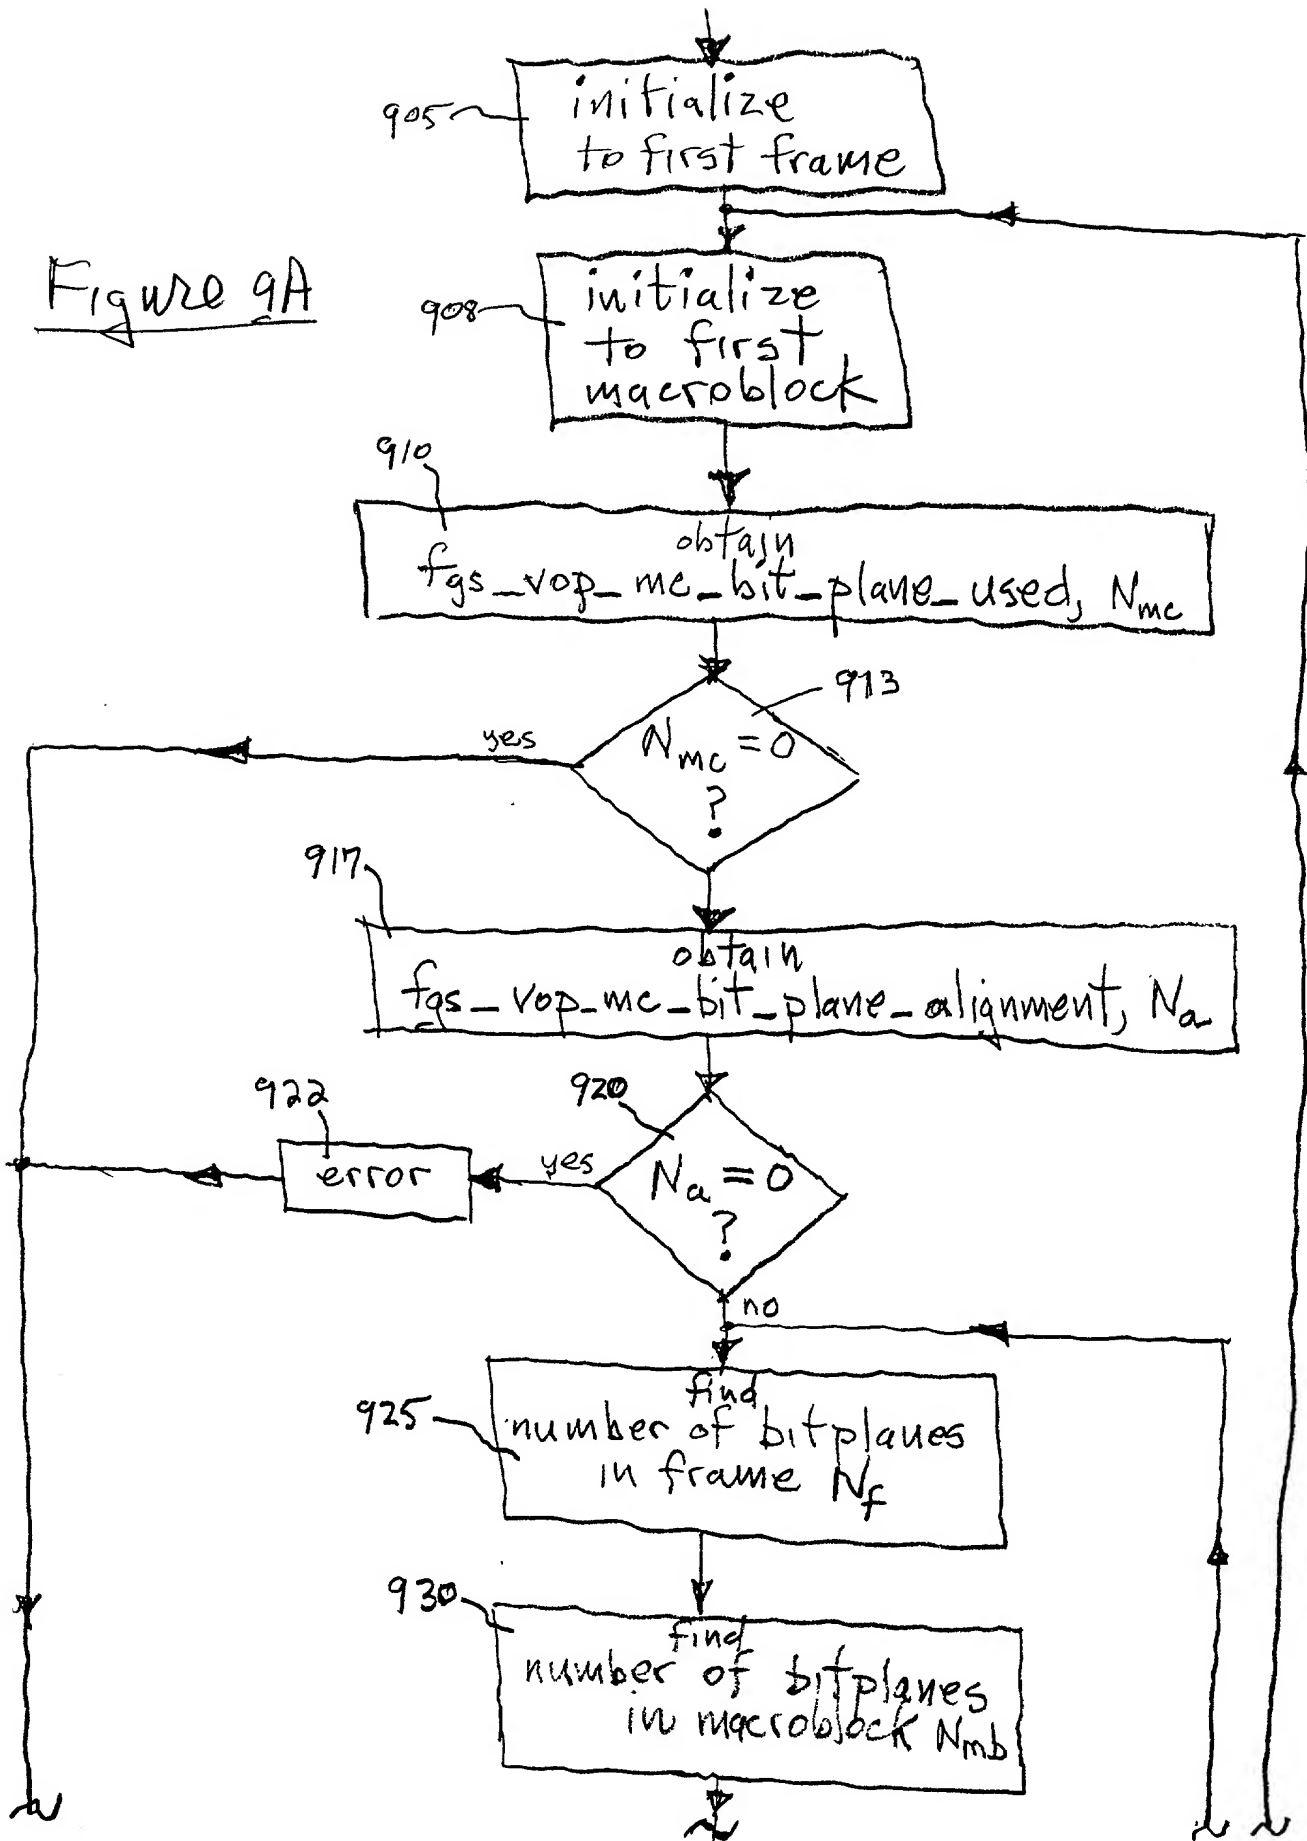 905
initialize
to first frame
Figure 9A
908
initialize
to first
macroblock
910
obtain
fgs_vop_mc_bit_plane_used, Nmc
913
yes
Nmc = 0
?
917
obtain
fgs_vop_mc_bit_plane_alignment, Na
922
920
error
yes
Na = 0
?
no
925
find
number of bitplanes
in frame Nf
930
find
number of bitplanes
in macroblock Nmb